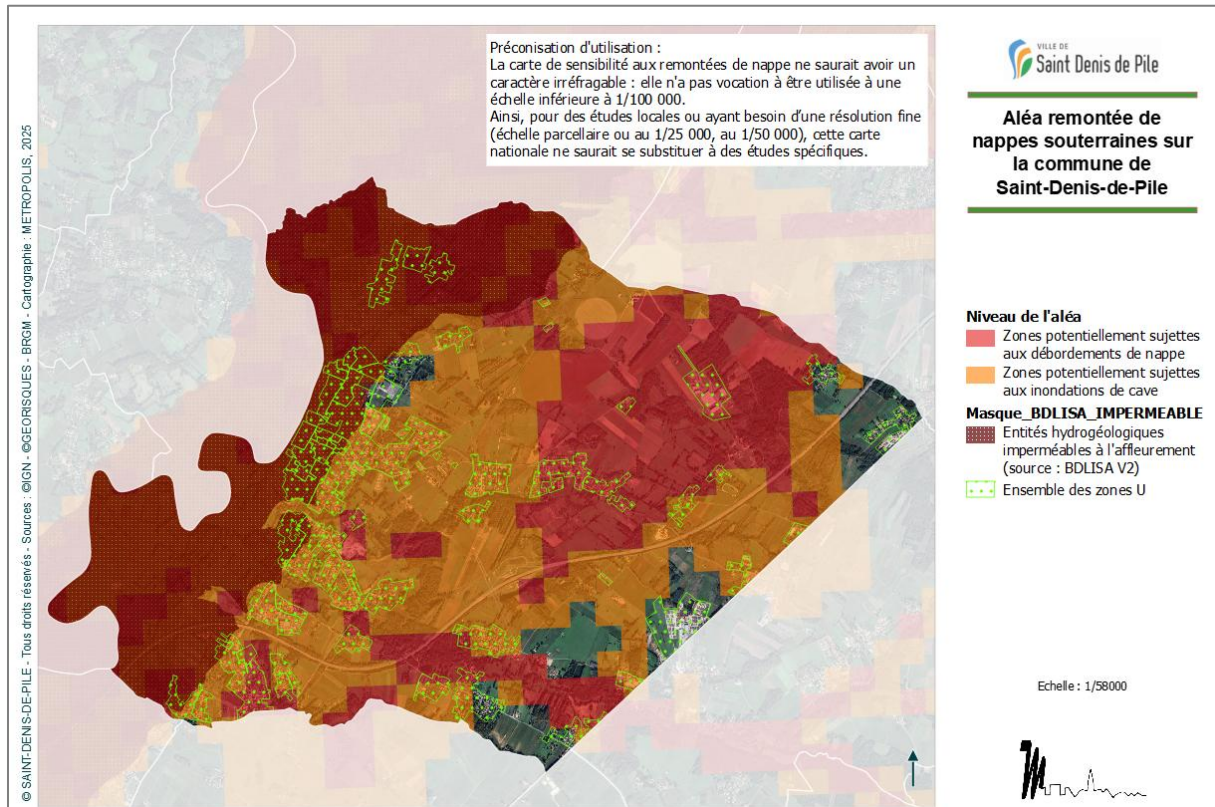 Préconisation d'utilisation :
La carte de sensibilité aux remontées de nappe ne saurait avoir un
caractère irréfragable : elle n'a pas vocation à être utilisée à une
échelle inférieure à 1/100 000.
Ainsi, pour des études locales ou ayant besoin d'une résolution fine
(échelle parcellaire ou au 1/25 000, au 1/50 000), cette carte
nationale ne saurait se substituer à des études spécifiques.
© SAINT-DENIS-DE-PILE - Tous droits réservés - Sources : ©IGN - ©GEORISQUES - BRGM - Cartographie : METROPOLIS, 2025
VILLE DE
Saint Denis de Pile
Aléa remontée de
nappes souterraines sur
la commune de
Saint-Denis-de-Pile
Niveau de l'aléa
Zones potentiellement sujettes
aux débordements de nappe
Zones potentiellement sujettes
aux inondations de cave
Masque_BDLISA_IMPERMEABLE
Entités hydrogéologiques
imperméables à l'affleurement
(source : BDLISA V2)
Ensemble des zones U
Echelle : 1/58000